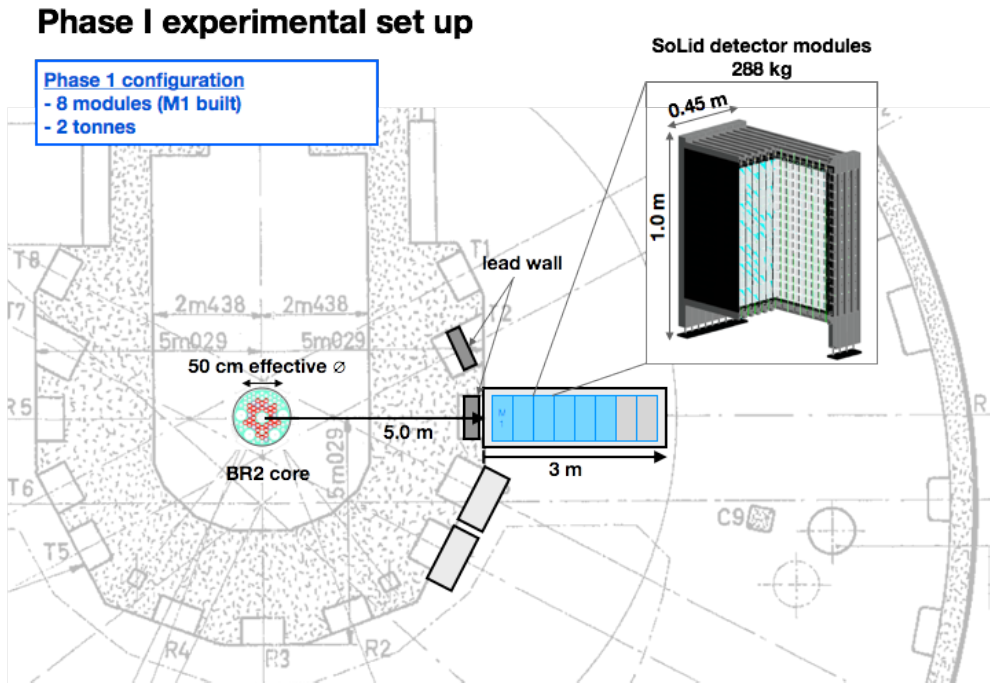 Phase I experimental set up
Phase 1 configuration
- 8 modules (M1 built)
- 2 tonnes
SoLid detector modules
288 kg
0.45 m
1.0 m
T1
lead wall
T8
T2
2m438
2m438
T7
5m029
5m029
50 cm effective ∅
R5
M
1
R
5.0 m
5m029
3 m
BR2 core
T6
C9
T5
R4
R3
R2